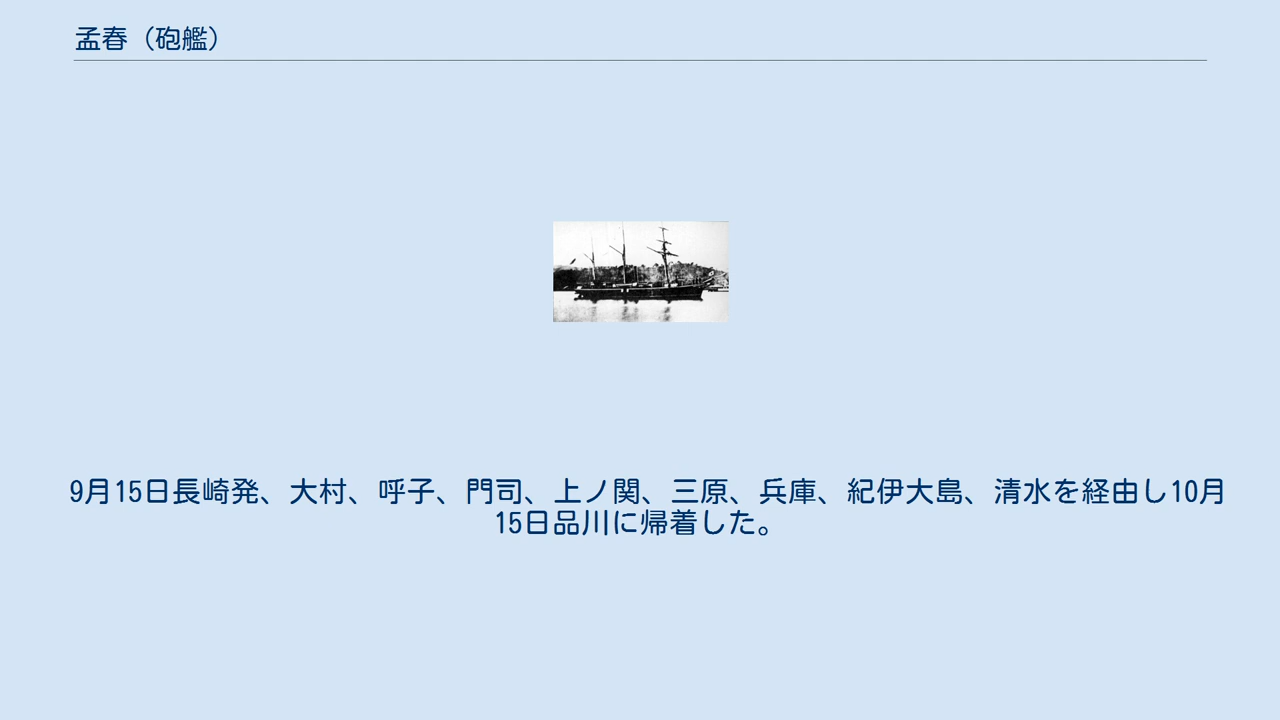 孟春（砲艦）
9月15日長崎発、大村、呼子、門司、上ノ関、三原、兵庫、紀伊大島、清水を経由し10月
15日品川に帰着した。